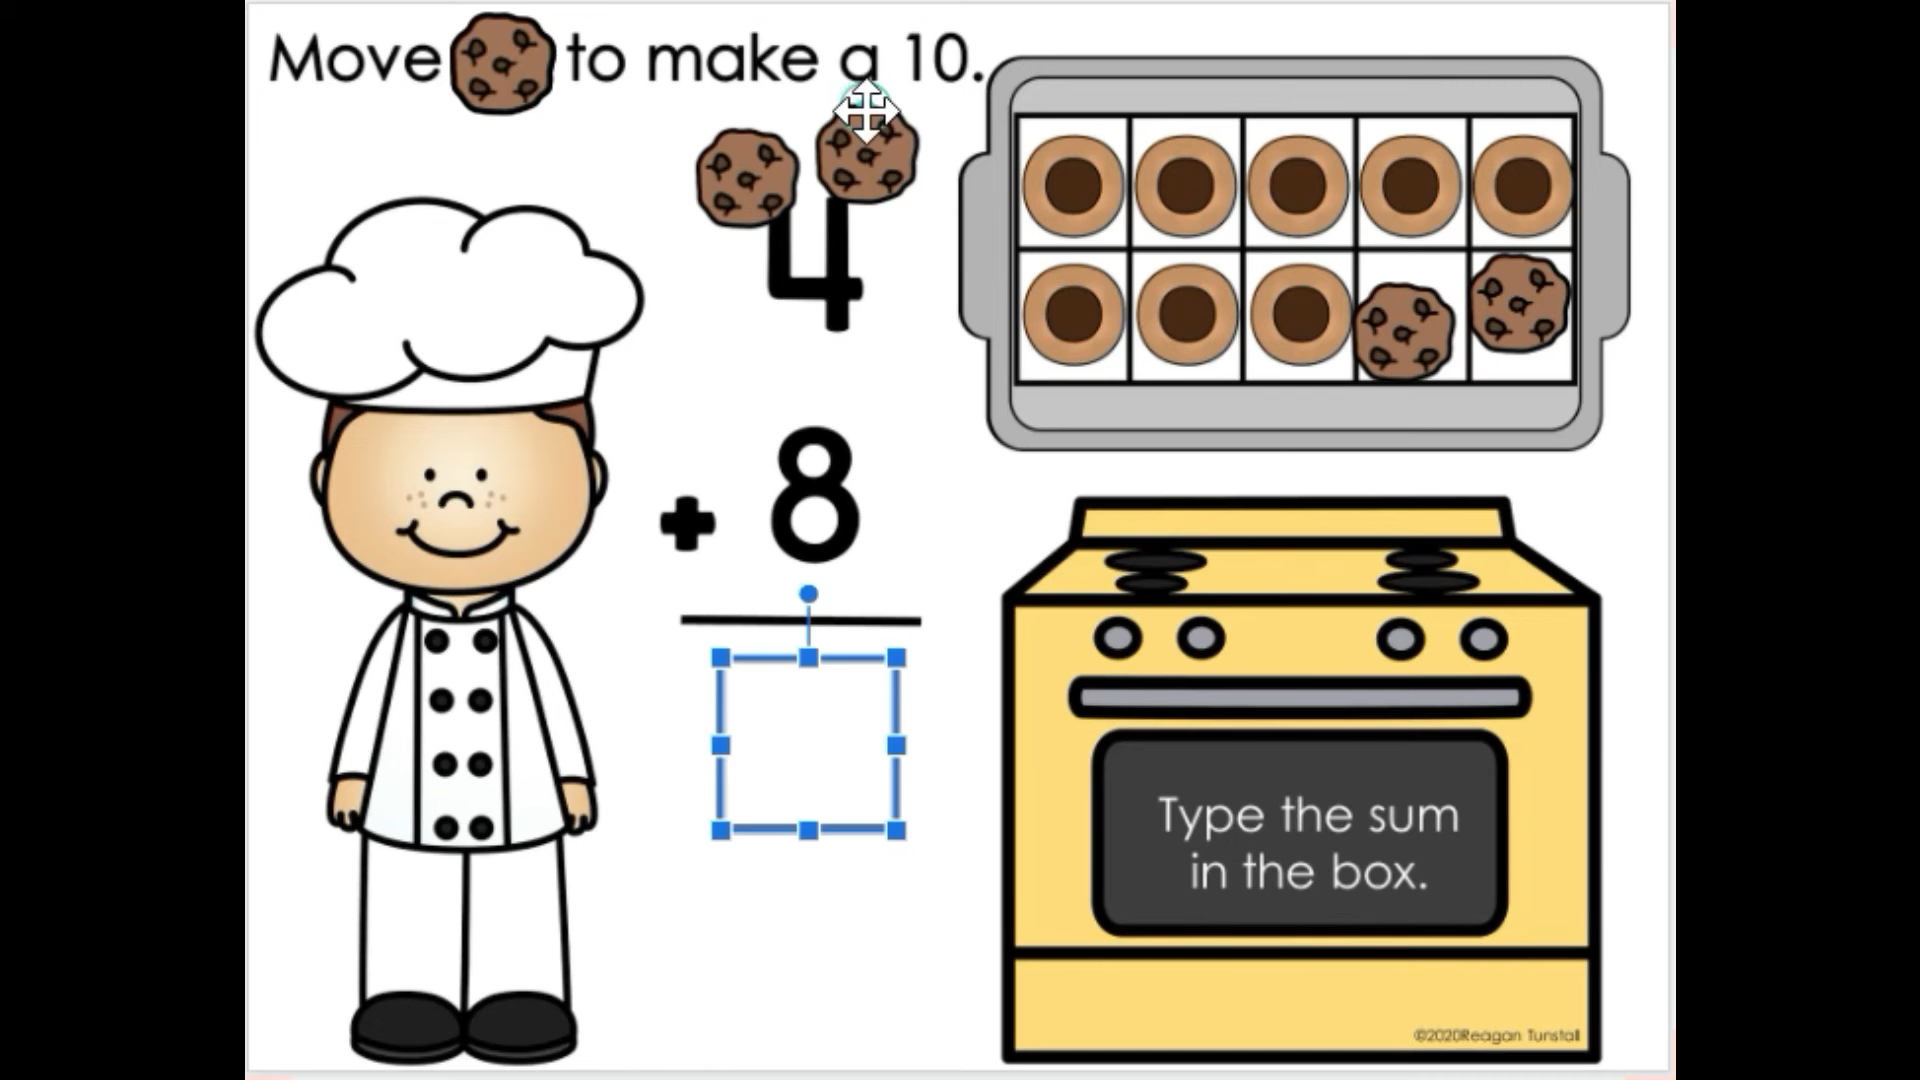 Move to make a 10.
4
+ 8
Type the sum
in the box.
©2020Reagan Tunstall